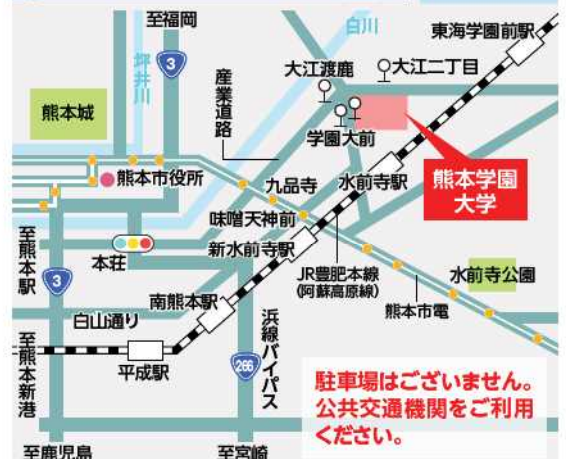 至福岡
白川
東海学園前駅
坪井川
3
大江渡鹿
大江二丁目
産業道路
熊本城
学園大前
熊本市役所
九品寺
水前寺駅
熊本学園
大学
味噌天神前
至熊本駅
本荘
新水前寺駅
3
JR豊肥本線
(阿蘇高原線)
水前寺公園
南熊本駅
熊本市電
白山通り
至熊本新港
平成駅
浜線バイパス
266
駐車場はございません。
公共交通機関をご利用
ください。
至鹿児島
至宮崎